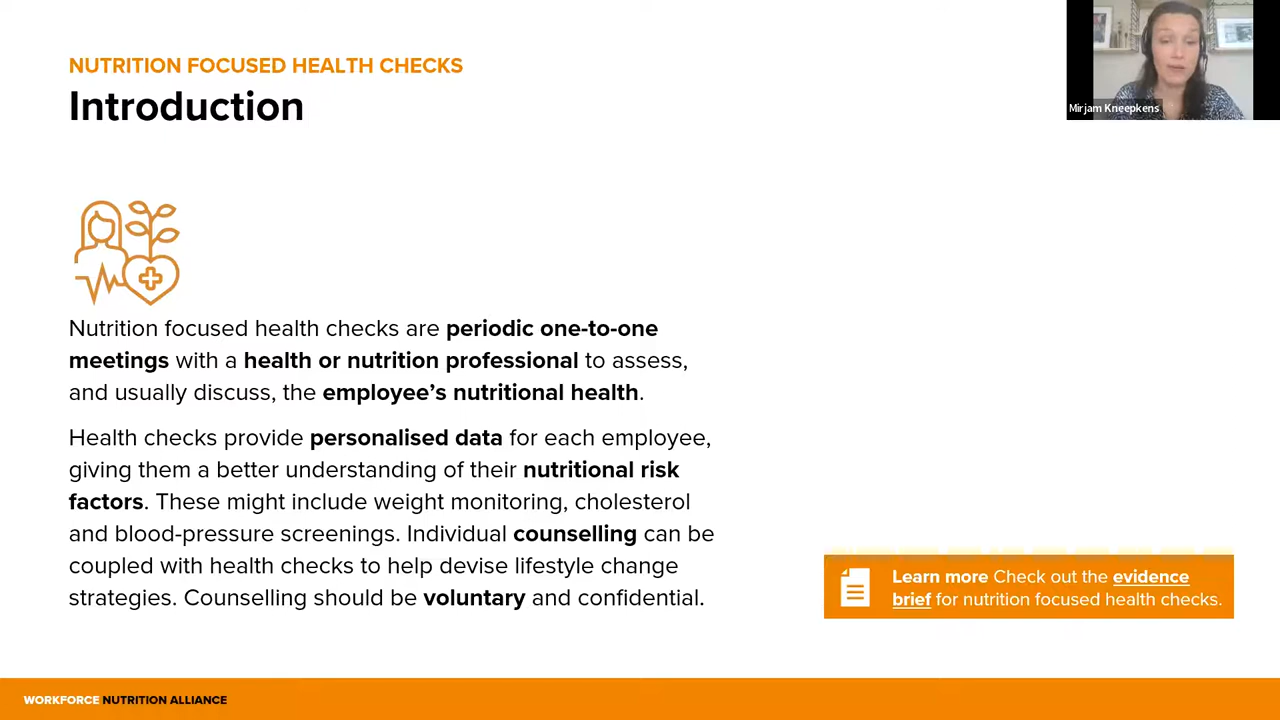 NUTRITION FOCUSED HEALTH CHECKS
Introduction
Mirjam Kneepkens
Nutrition focused health checks are periodic one-to-one
meetings with a health or nutrition professional to assess,
and usually discuss, the employee's nutritional health.
Health checks provide personalised data for each employee,
giving them a better understanding of their nutritional risk
factors. These might include weight monitoring, cholesterol
and blood-pressure screenings. Individual counselling can be
coupled with health checks to help devise lifestyle change
strategies. Counselling should be voluntary and confidential.
Learn more Check out the evidence
brief for nutrition focused health checks.
WORKFORCE NUTRITION ALLIANCE